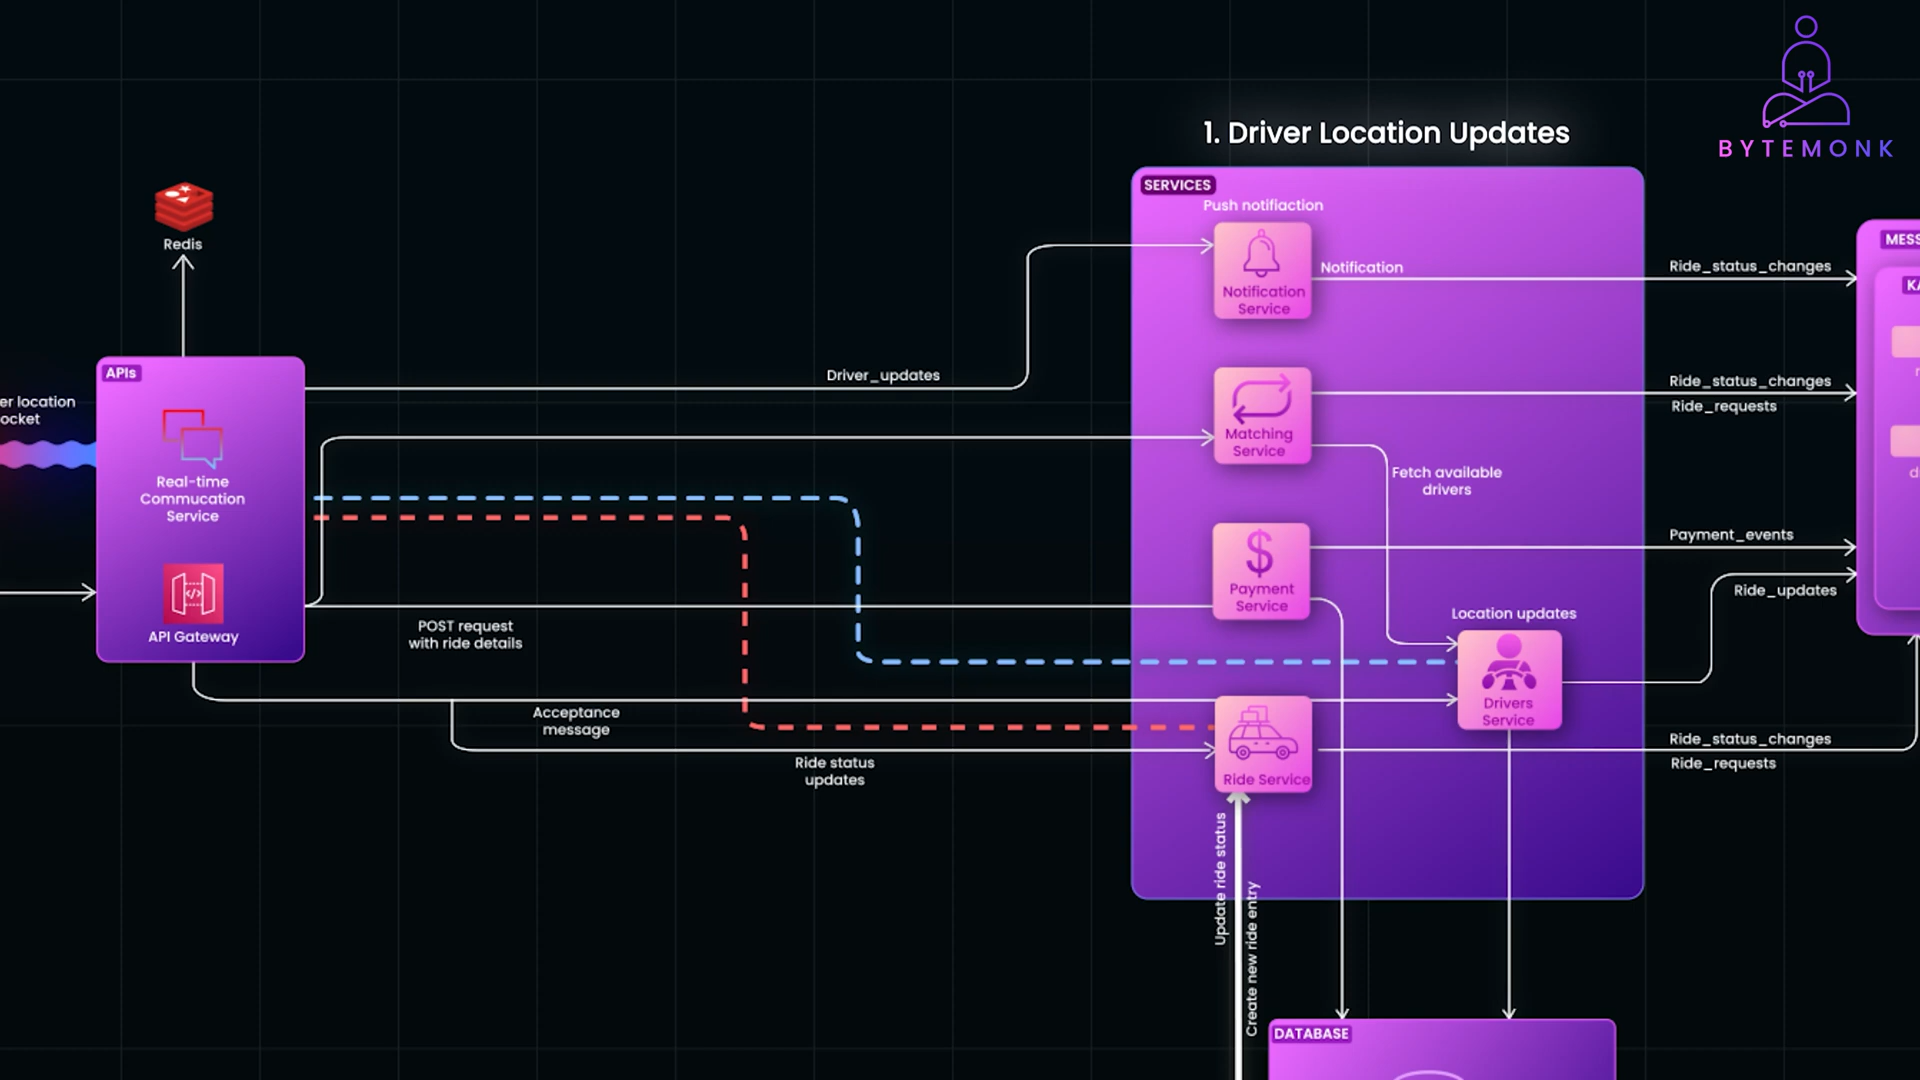 BYTEMONK
1. Driver Location Updates
SERVICES
Push notifiaction
Notification
Service
Notification
Ride_status_changes
Redis
APIs
er location
ocket
Real-time
Commucation
Service
API Gateway
Driver_updates
Matching
Service
Ride_status_changes
Ride_requests
Fetch available
drivers
Payment
Service
Payment_events
Ride_updates
Location updates
Drivers
Service
POST request
with ride details
Acceptance
message
Ride status
updates
Ride Service
Ride_status_changes
Ride_requests
Update ride status
Create new ride entry
DATABASE
MESS
KA